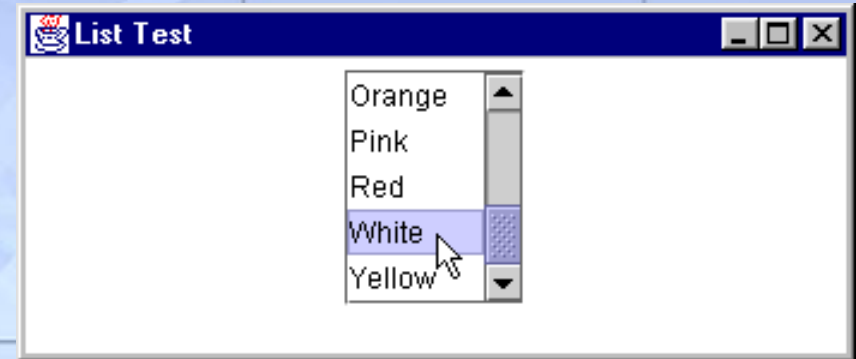 List Test
Orange
Pink
Red
White
Yellow